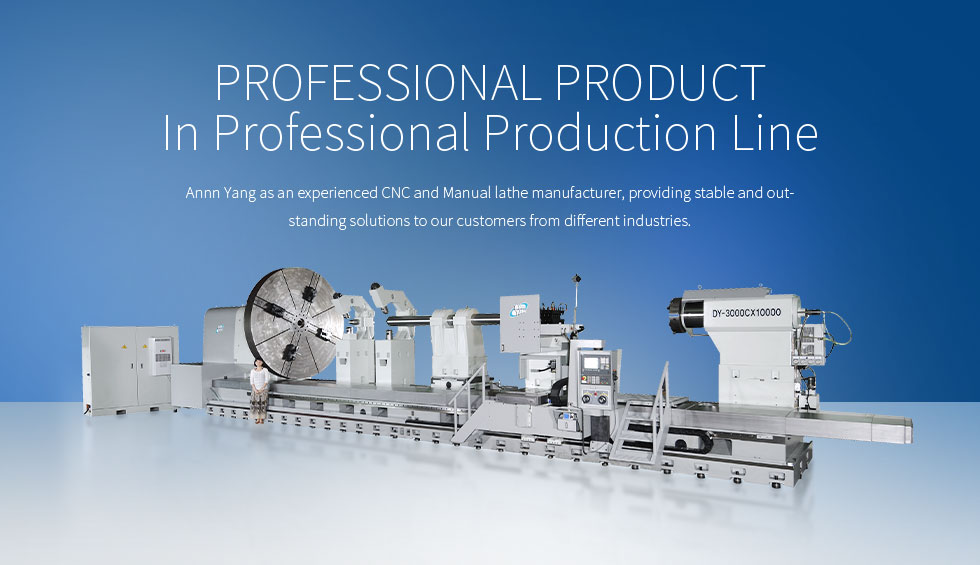 PROFESSIONAL PRODUCT
In Professional Production Line
Annn Yang as an experienced CNC and Manual lathe manufacturer, providing stable and out-
standing solutions to our customers from different industries.
DY-3000CX10000